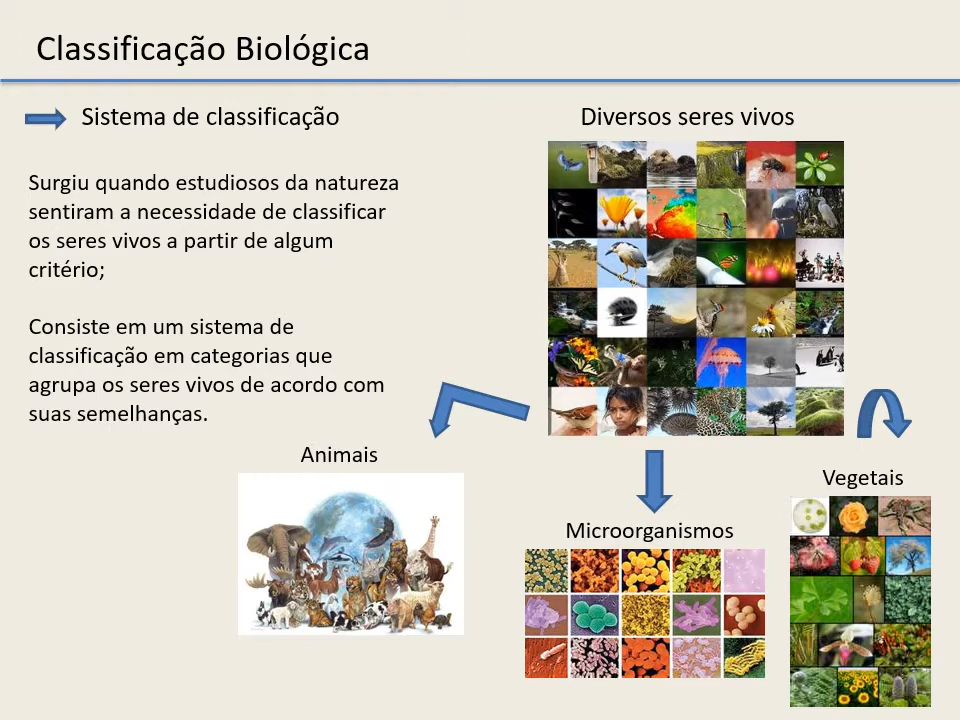 Classificação Biológica
Sistema de classificação
Diversos seres vivos
Surgiu quando estudiosos da natureza
sentiram a necessidade de classificar
os seres vivos a partir de algum
critério;
Consiste em um sistema de
classificação em categorias que
agrupa os seres vivos de acordo com
suas semelhanças.
Animais
Microorganismos
Vegetais